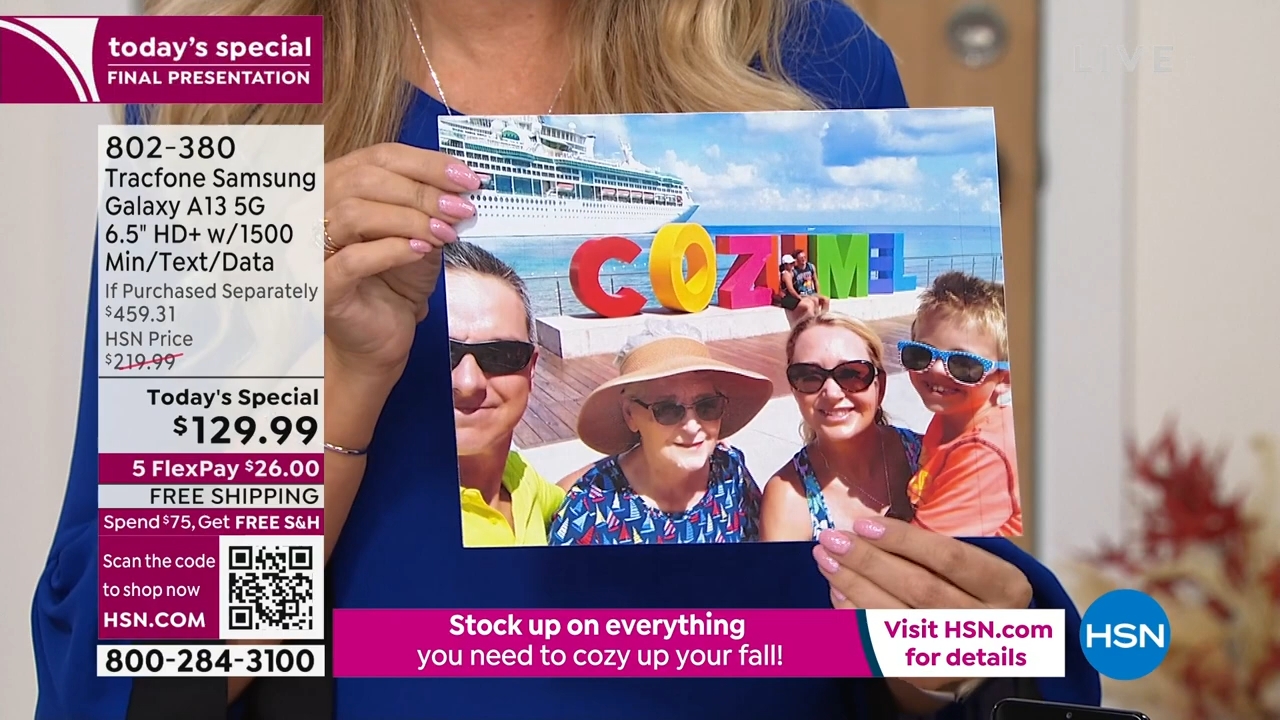 today's special
FINAL PRESENTATION
LIVE
802-380
Tracfone Samsung
Galaxy A13 5G
6.5" HD+ w/1500
Min/Text/Data
If Purchased Separately
$459.31
HSN Price
$219.99
Today's Special
$129.99
5 FlexPay $26.00
FREE SHIPPING
Spend $75, Get FREE S&H
Scan the code
to shop now
HSN.COM
800-284-3100
COZUMEL
Stock up on everything
you need to cozy up your fall!
Visit HSN.com
for details
HSN